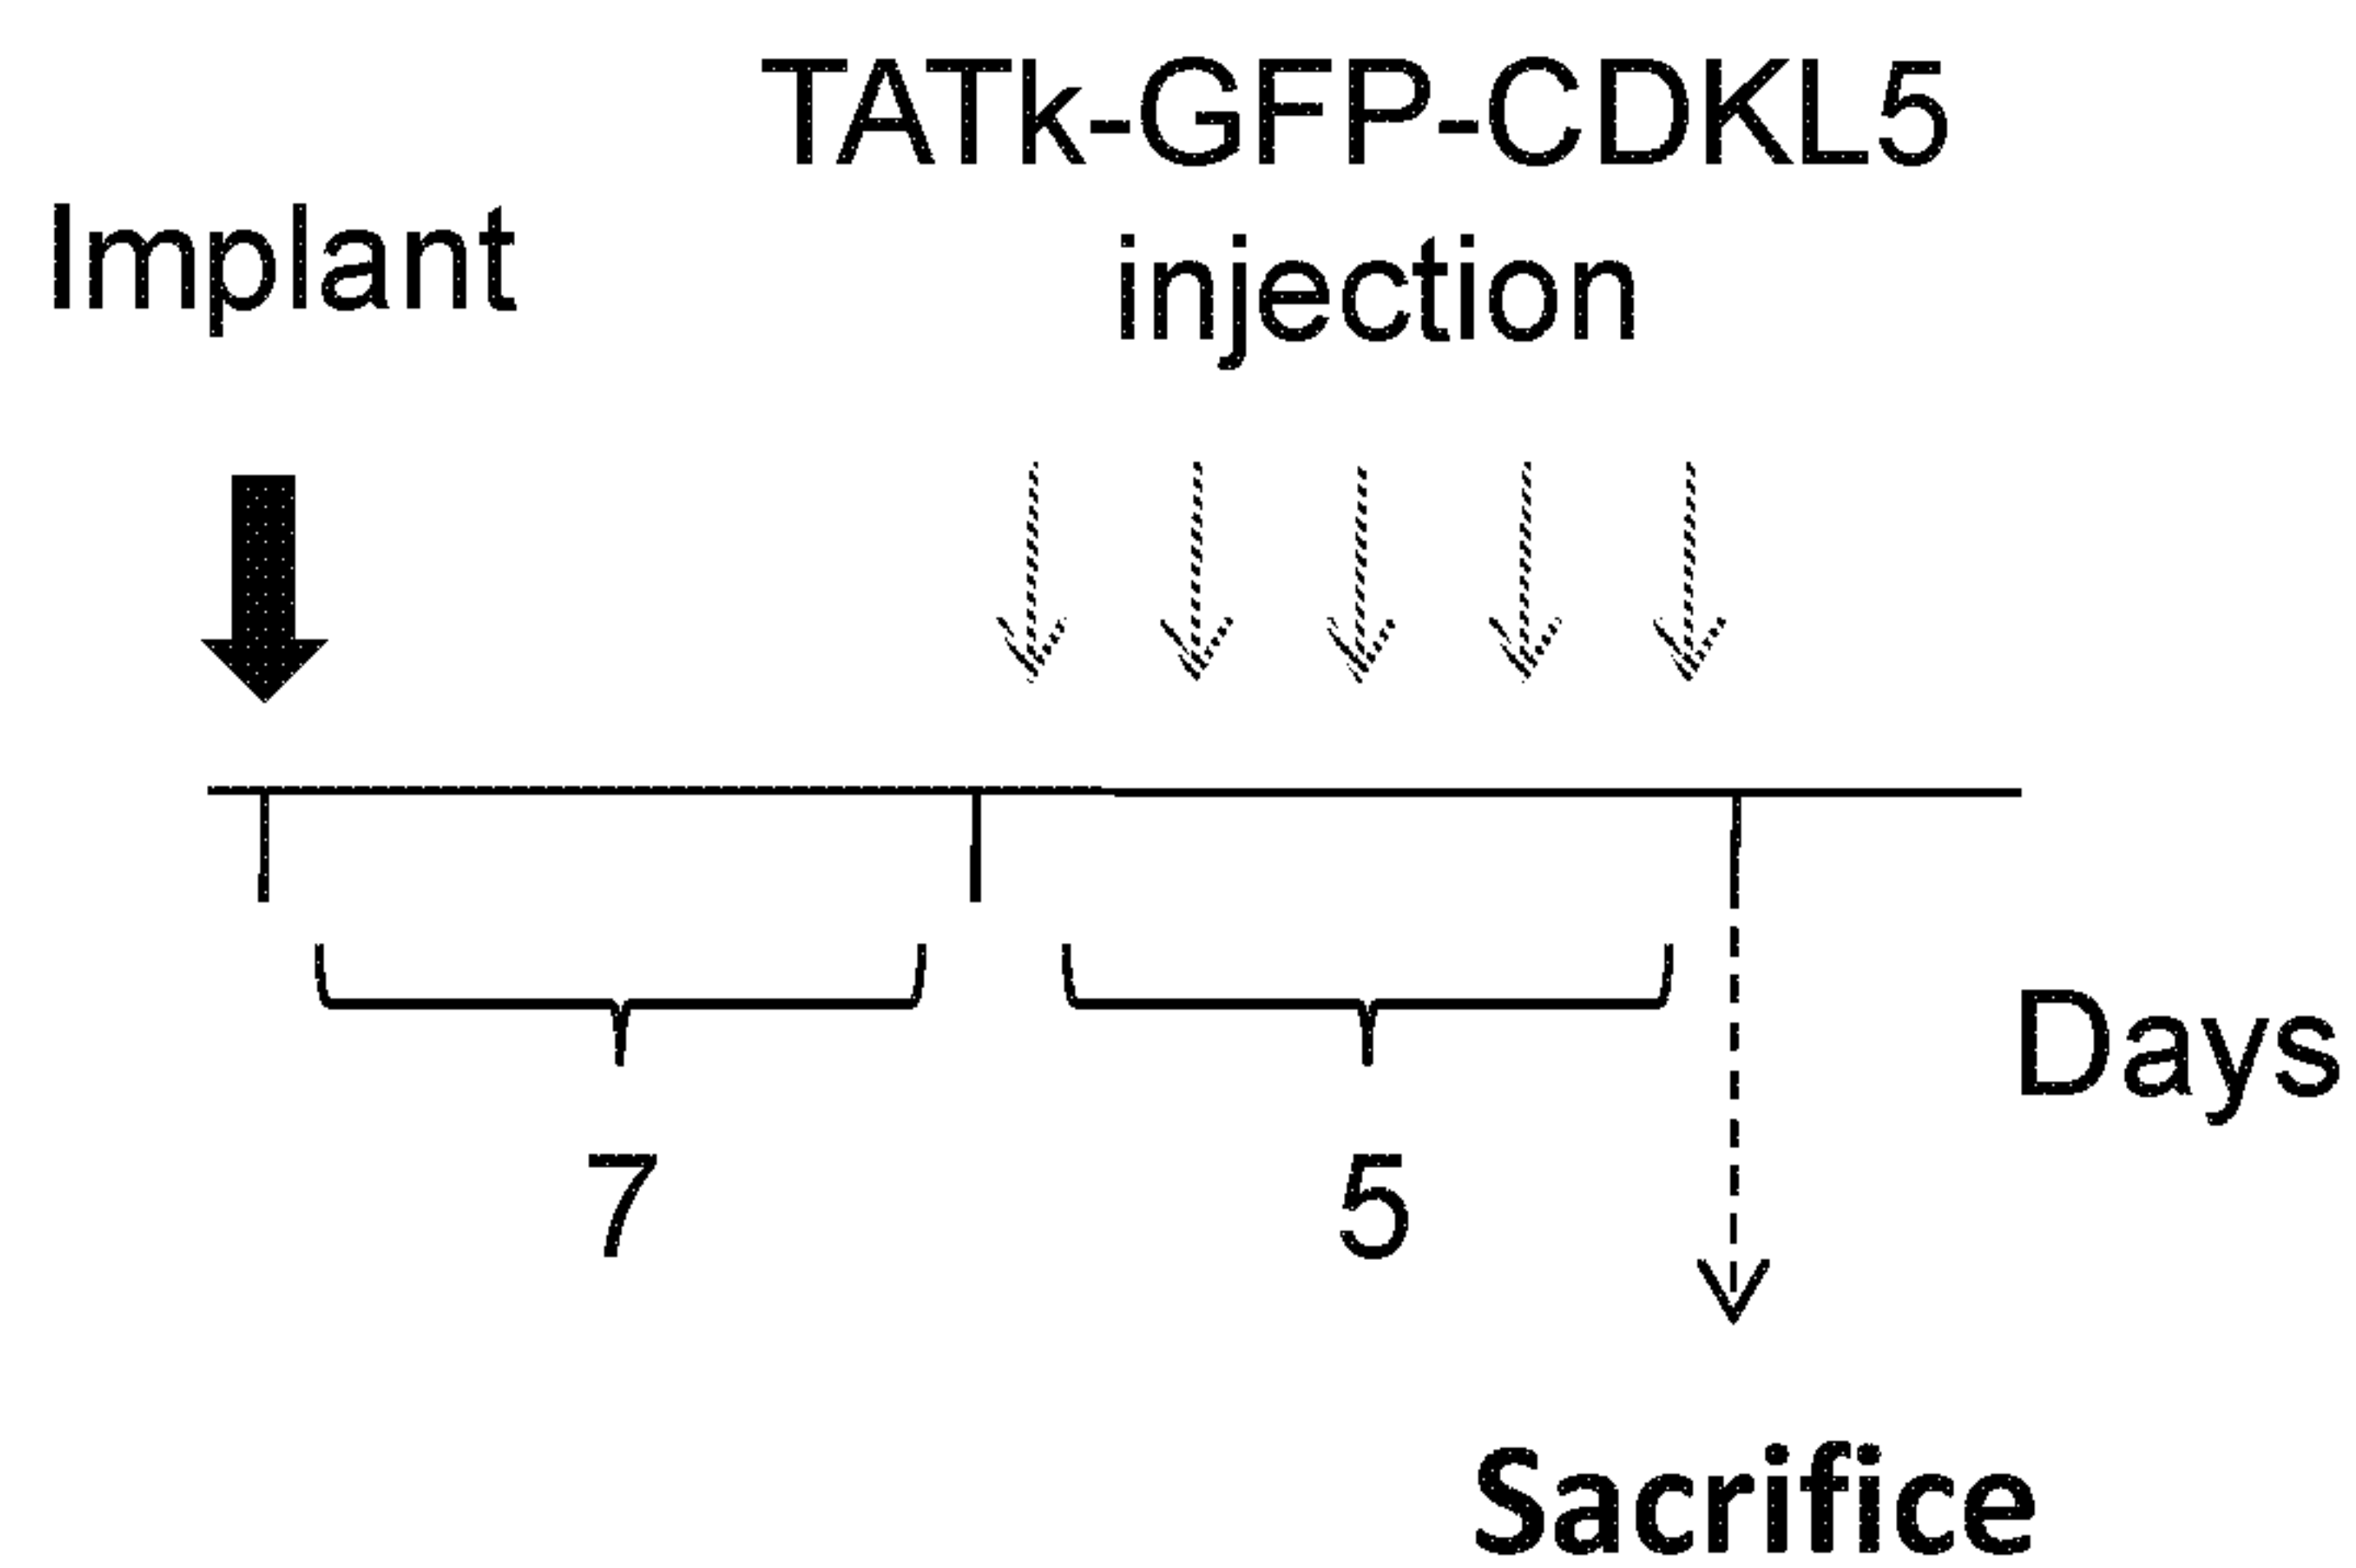 TATk-GFP-CDKL5
injection
Implant
Days
7
5
Sacrifice